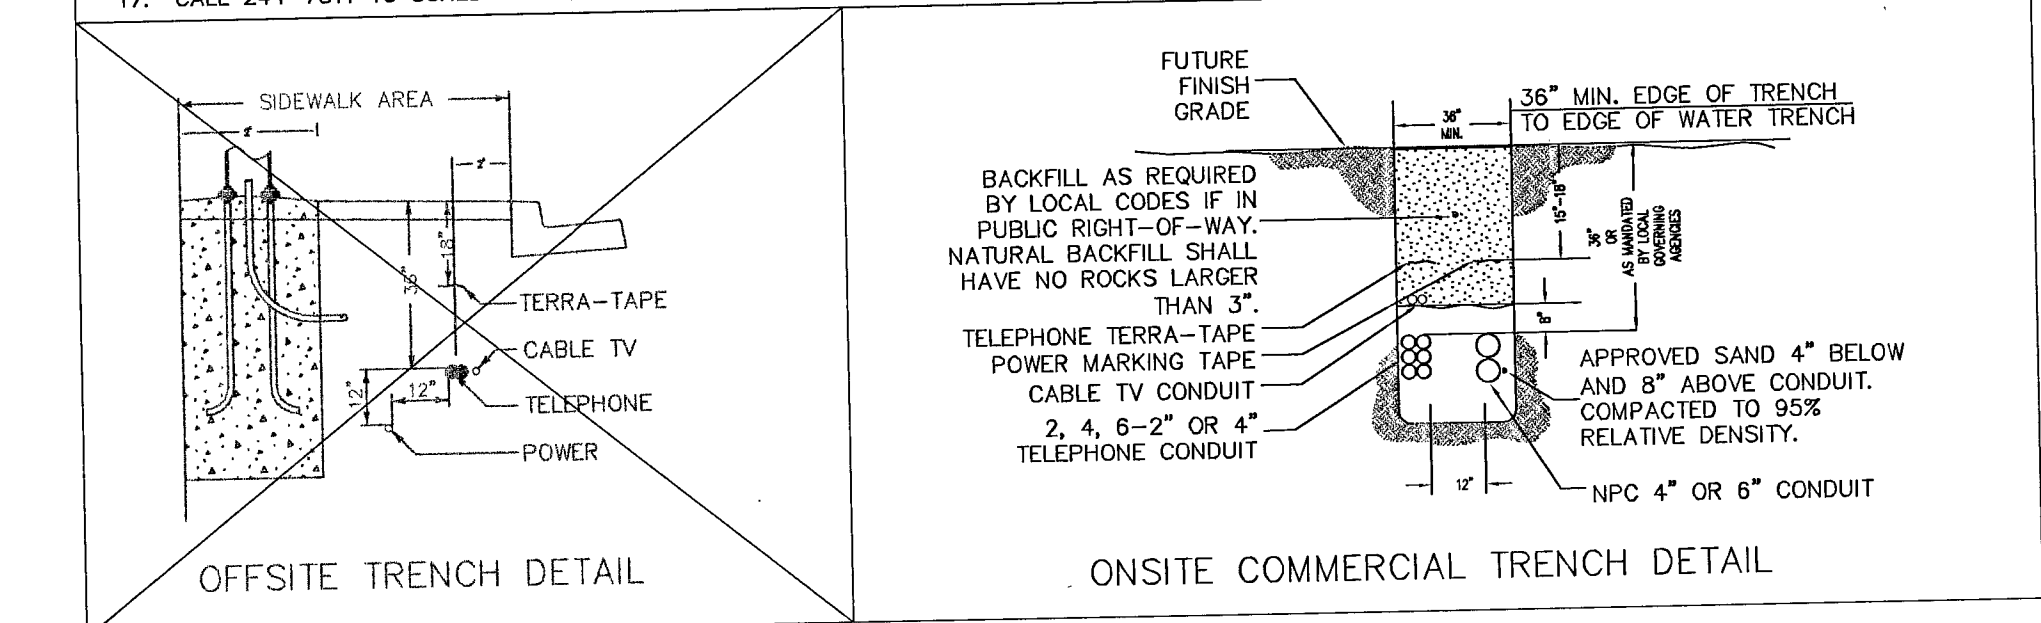 SIDEWALK AREA
2'
2'
18"
36"
TERRA-TAPE
CABLE TV
12"
12"
TELEPHONE
POWER
OFFSITE TRENCH DETAIL
FUTURE
FINISH
GRADE
36"
MIN.
36" MIN. EDGE OF TRENCH
TO EDGE OF WATER TRENCH
BACKFILL AS REQUIRED
BY LOCAL CODES IF IN
PUBLIC RIGHT-OF-WAY.
NATURAL BACKFILL SHALL
HAVE NO ROCKS LARGER
THAN 3".
15"-18"
36"
OR
AS MANDATED
BY LOCAL
GOVERNING
AGENCIES
8"
TELEPHONE TERRA-TAPE
POWER MARKING TAPE
CABLE TV CONDUIT
2, 4, 6-2" OR 4"
TELEPHONE CONDUIT
APPROVED SAND 4" BELOW
AND 8" ABOVE CONDUIT.
COMPACTED TO 95%
RELATIVE DENSITY.
12"
NPC 4" OR 6" CONDUIT
ONSITE COMMERCIAL TRENCH DETAIL